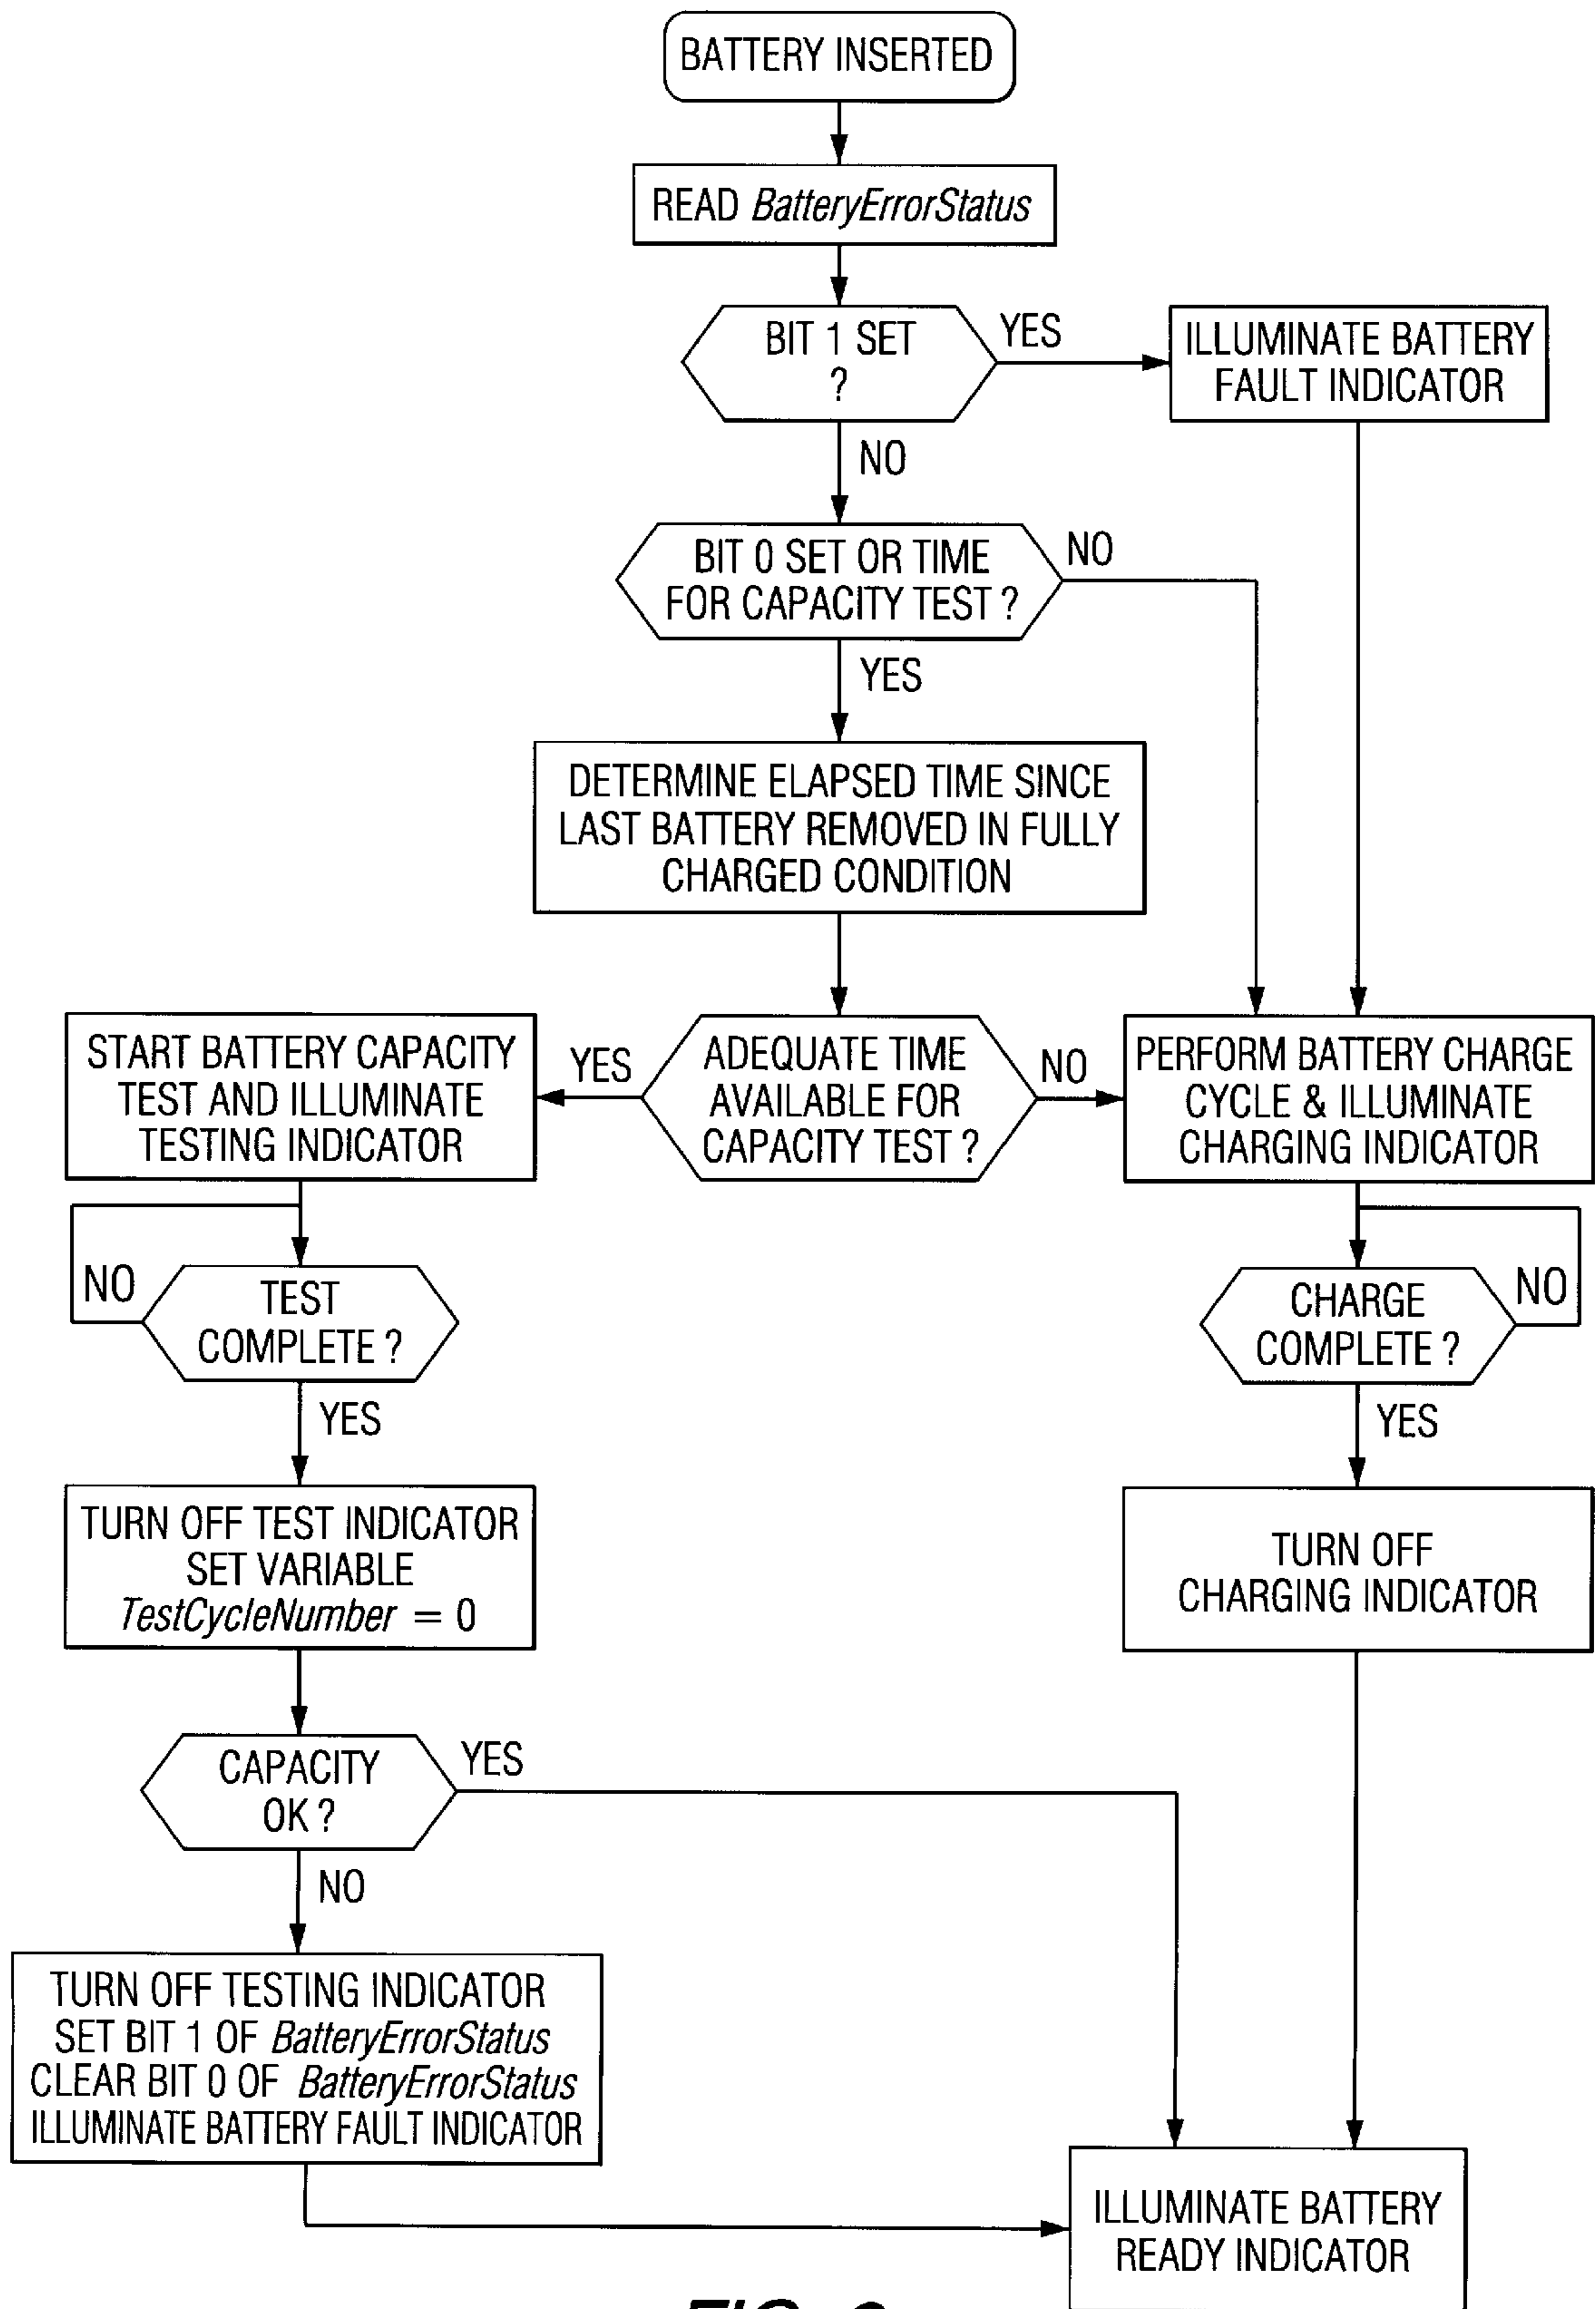 BATTERY INSERTED
READ BatteryErrorStatus
BIT 1 SET
?
YES
ILLUMINATE BATTERY
FAULT INDICATOR
NO
BIT 0 SET OR TIME
FOR CAPACITY TEST ?
NO
YES
DETERMINE ELAPSED TIME SINCE
LAST BATTERY REMOVED IN FULLY
CHARGED CONDITION
START BATTERY CAPACITY
TEST AND ILLUMINATE
TESTING INDICATOR
YES
ADEQUATE TIME
AVAILABLE FOR
CAPACITY TEST ?
NO
PERFORM BATTERY CHARGE
CYCLE & ILLUMINATE
CHARGING INDICATOR
NO
TEST
COMPLETE ?
CHARGE
COMPLETE ?
NO
YES
YES
TURN OFF TEST INDICATOR
SET VARIABLE
TestCycleNumber = 0
TURN OFF
CHARGING INDICATOR
CAPACITY
OK ?
YES
NO
TURN OFF TESTING INDICATOR
SET BIT 1 OF BatteryErrorStatus
CLEAR BIT 0 OF BatteryErrorStatus
ILLUMINATE BATTERY FAULT INDICATOR
ILLUMINATE BATTERY
READY INDICATOR